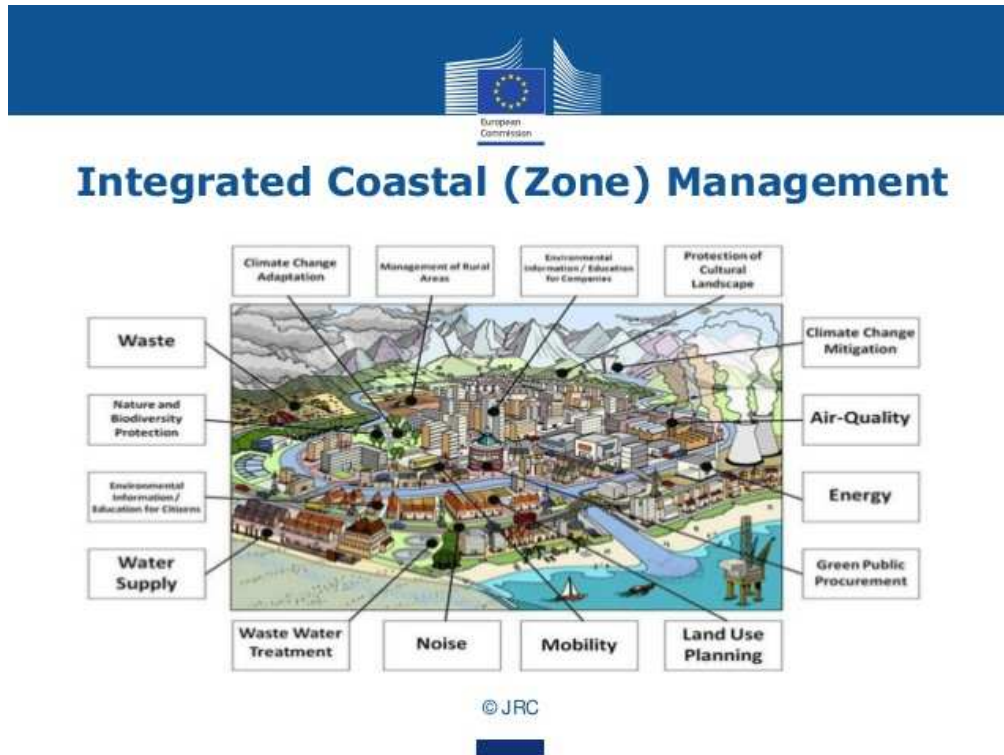 European
Commission
Integrated Coastal (Zone) Management
Climate Change
Adaptation
Management of Rural
Areas
Environmental
Information / Education
for Companies
Protection of
Cultural
Landscape
Waste
Climate Change
Mitigation
Nature and
Biodiversity
Protection
Air-Quality
Environmental
Information /
Education for Citizens
Energy
Water
Supply
Green Public
Procurement
Waste Water
Treatment
Noise
Mobility
Land Use
Planning
© JRC